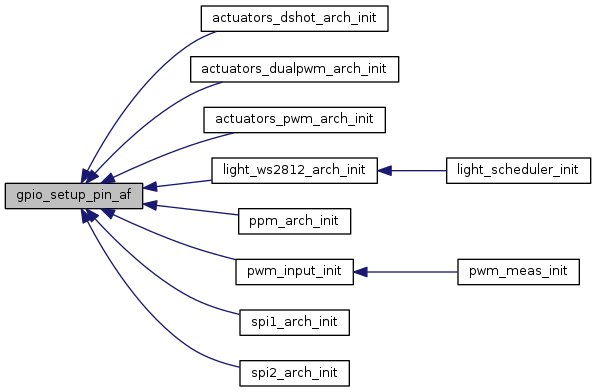 actuators_dshot_arch_init
actuators_dualpwm_arch_init
actuators_pwm_arch_init
light_ws2812_arch_init
light_scheduler_init
gpio_setup_pin_af
ppm_arch_init
pwm_input_init
pwm_meas_init
spi1_arch_init
spi2_arch_init